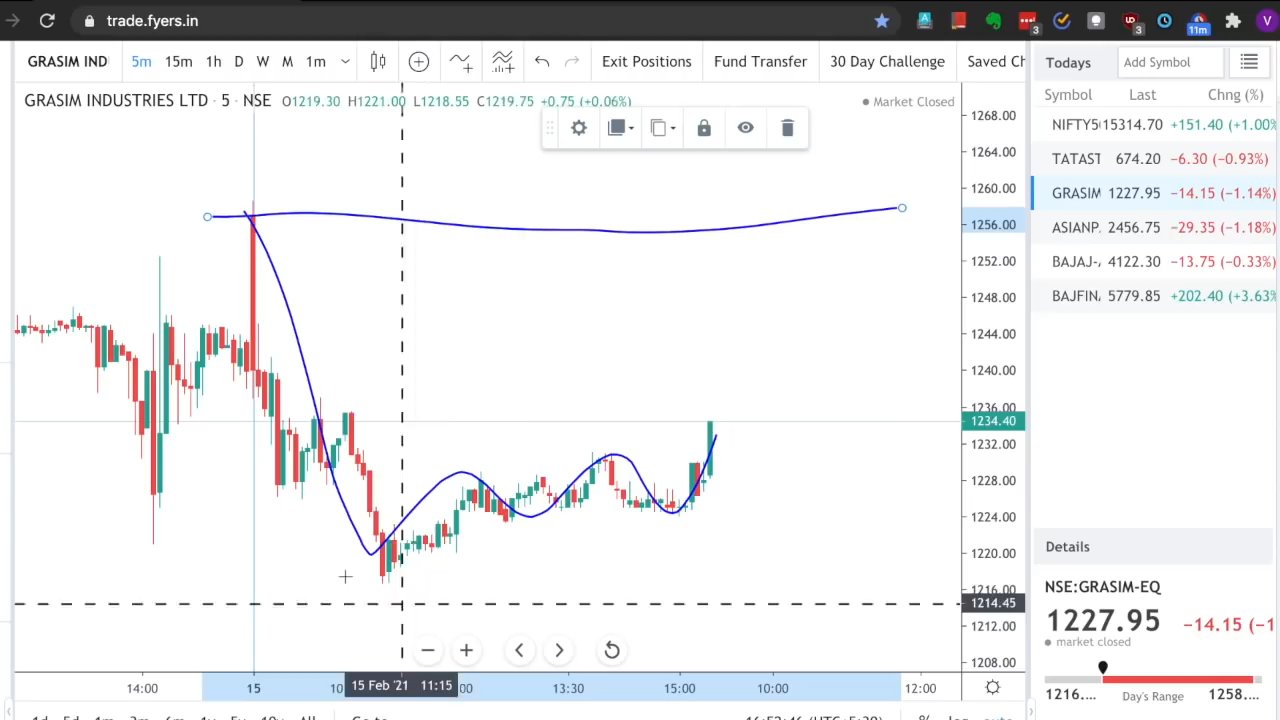 trade.fyers.in
3
3
11m
V
GRASIM IND 5m 15m 1h D W M 1m Exit Positions Fund Transfer 30 Day Challenge Saved Ch
GRASIM INDUSTRIES LTD · 5 · NSE O1219.30 H1221.00 L1218.55 C1219.75 +0.75 (+0.06%)
Market Closed
1268.00
1264.00
1260.00
1256.00
1252.00
1248.00
1244.00
1240.00
1236.00
1234.40
1232.00
1228.00
1224.00
1220.00
1216.00
1214.45
1212.00
1208.00
14:00 15 10 15 Feb '21 11:15 :00 13:30 15:00 10:00 12:00
Todays Add Symbol
Symbol Last Chng (%)
NIFTY5 15314.70 +151.40 (+1.00%
TATAST 674.20 −6.30 (−0.93%)
GRASIM 1227.95 −14.15 (−1.14%)
ASIANP. 2456.75 −29.35 (−1.18%)
BAJAJ- 4122.30 −13.75 (−0.33%)
BAJFIN. 5779.85 +202.40 (+3.63%
Details
NSE:GRASIM-EQ
1227.95 −14.15 (−1
market closed
1216.... Day's Range 1258....